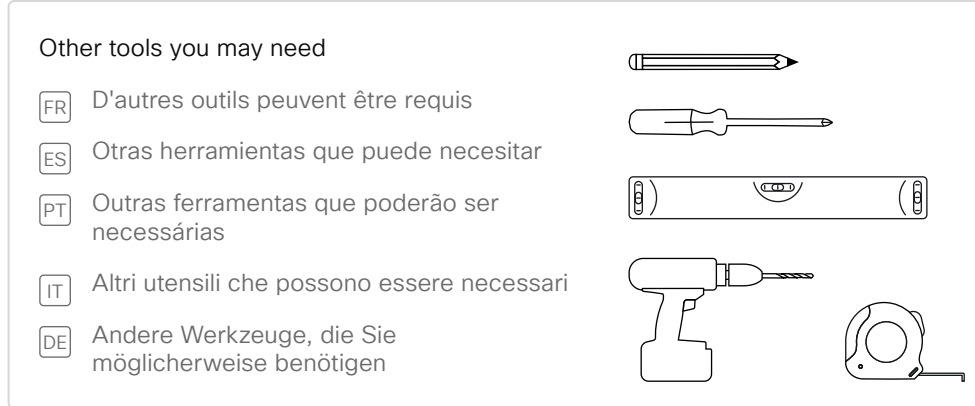 Other tools you may need
FR D'autres outils peuvent être requis
ES Otras herramientas que puede necesitar
PT Outras ferramentas que poderão ser
necessárias
IT Altri utensili che possono essere necessari
DE Andere Werkzeuge, die Sie
möglicherweise benötigen